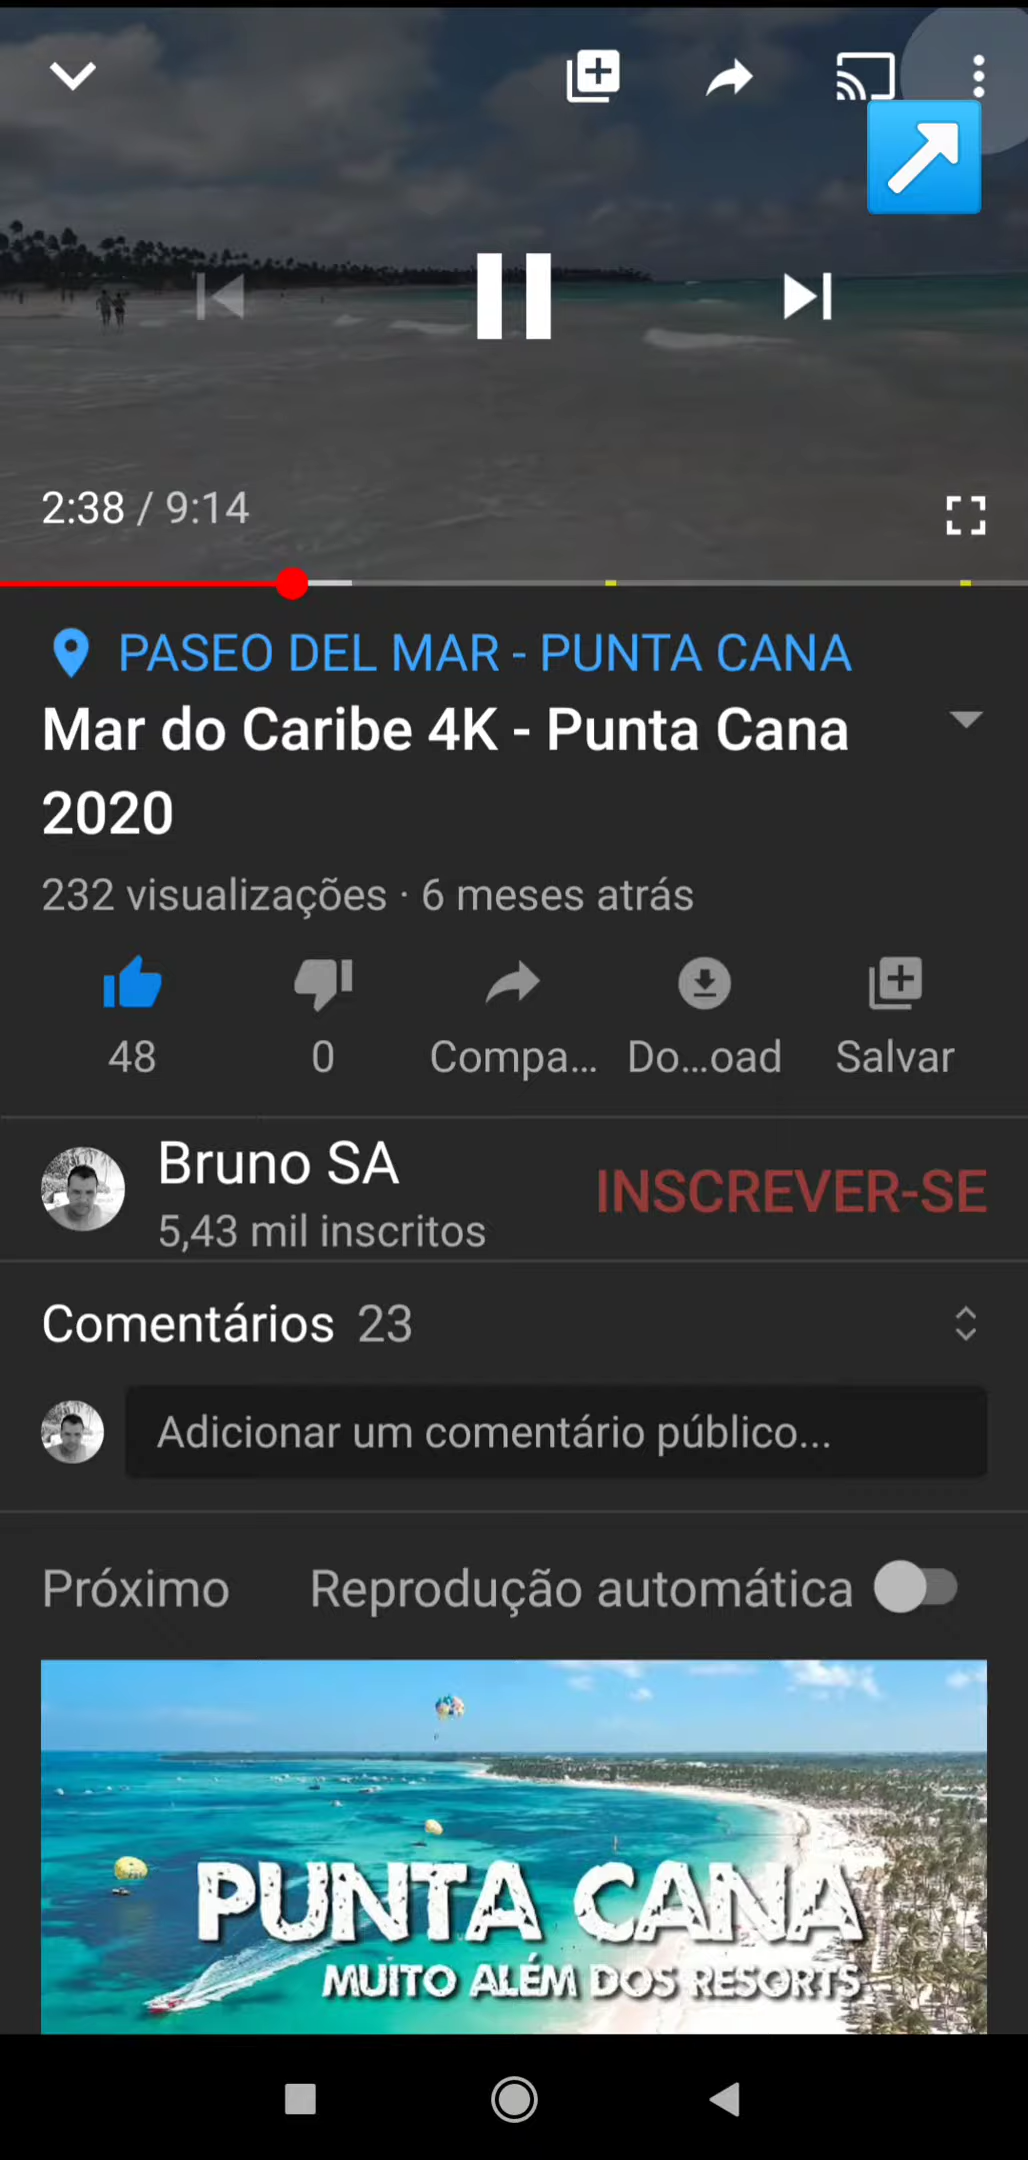 2:38 / 9:14
PASEO DEL MAR - PUNTA CANA
Mar do Caribe 4K - Punta Cana
2020
232 visualizações · 6 meses atrás
48
0
Compa...
Do...oad
Salvar
Bruno SA
INSCREVER-SE
5,43 mil inscritos
Comentários 23
Adicionar um comentário público...
Próximo
Reprodução automática
PUNTA CANA
MUITO ALÉM DOS RESORTS